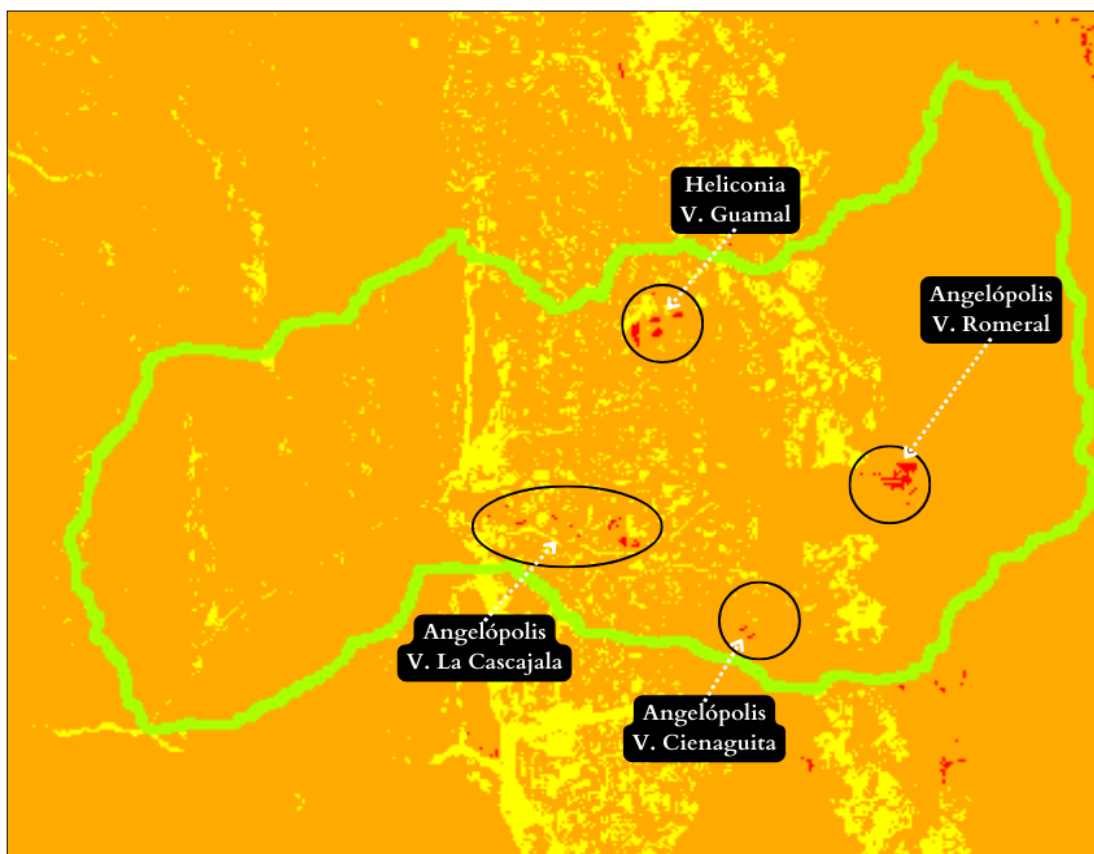 Heliconia
V. Guamal
Angelópolis
V. Romeral
Angelópolis
V. La Cascajala
Angelópolis
V. Cienaguita